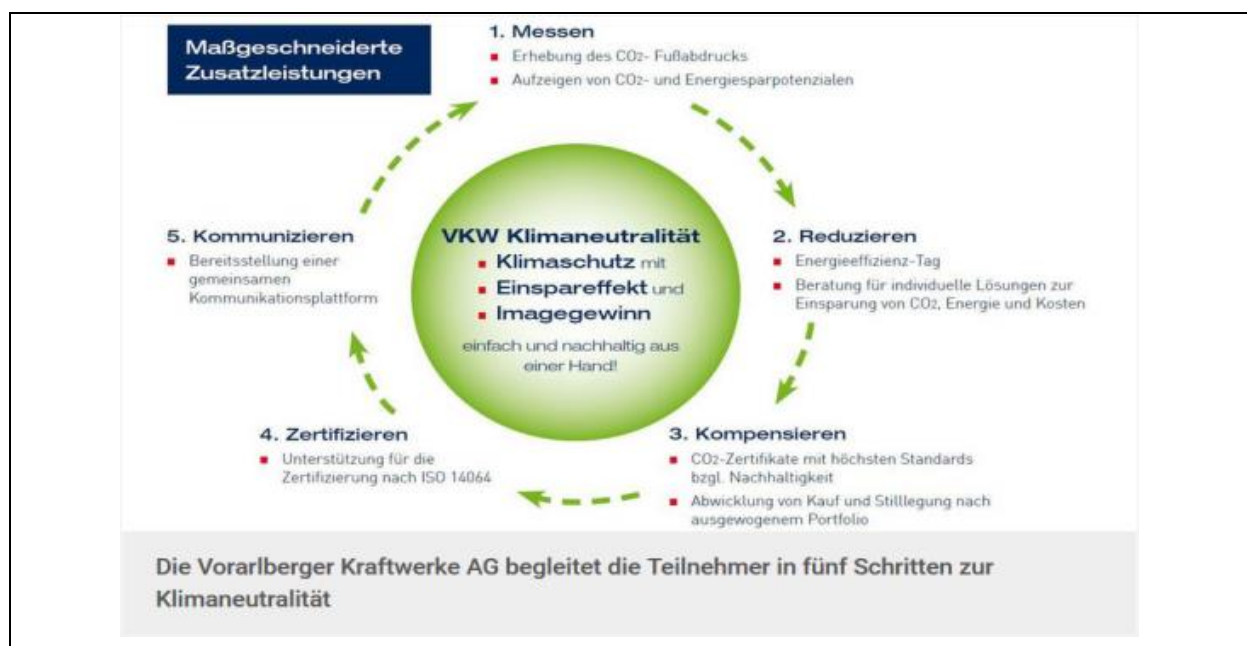 Maßgeschneiderte
Zusatzleistungen
1. Messen
Erhebung des CO2- Fußabdrucks
Aufzeigen von CO2- und Energiesparpotenzialen
2. Reduzieren
Energieeffizienz-Tag
Beratung für individuelle Lösungen zur
Einsparung von CO2, Energie und Kosten
3. Kompensieren
CO2-Zertifikate mit höchsten Standards
bzgl. Nachhaltigkeit
Abwicklung von Kauf und Stilllegung nach
ausgewogenem Portfolio
4. Zertifizieren
Unterstützung für die
Zertifizierung nach ISO 14064
5. Kommunizieren
Bereitsstellung einer
gemeinsamen
Kommunikationsplattform
VKW Klimaneutralität
Klimaschutz mit
Einspareffekt und
Imagegewinn
einfach und nachhaltig aus
einer Hand!
Die Vorarlberger Kraftwerke AG begleitet die Teilnehmer in fünf Schritten zur
Klimaneutralität